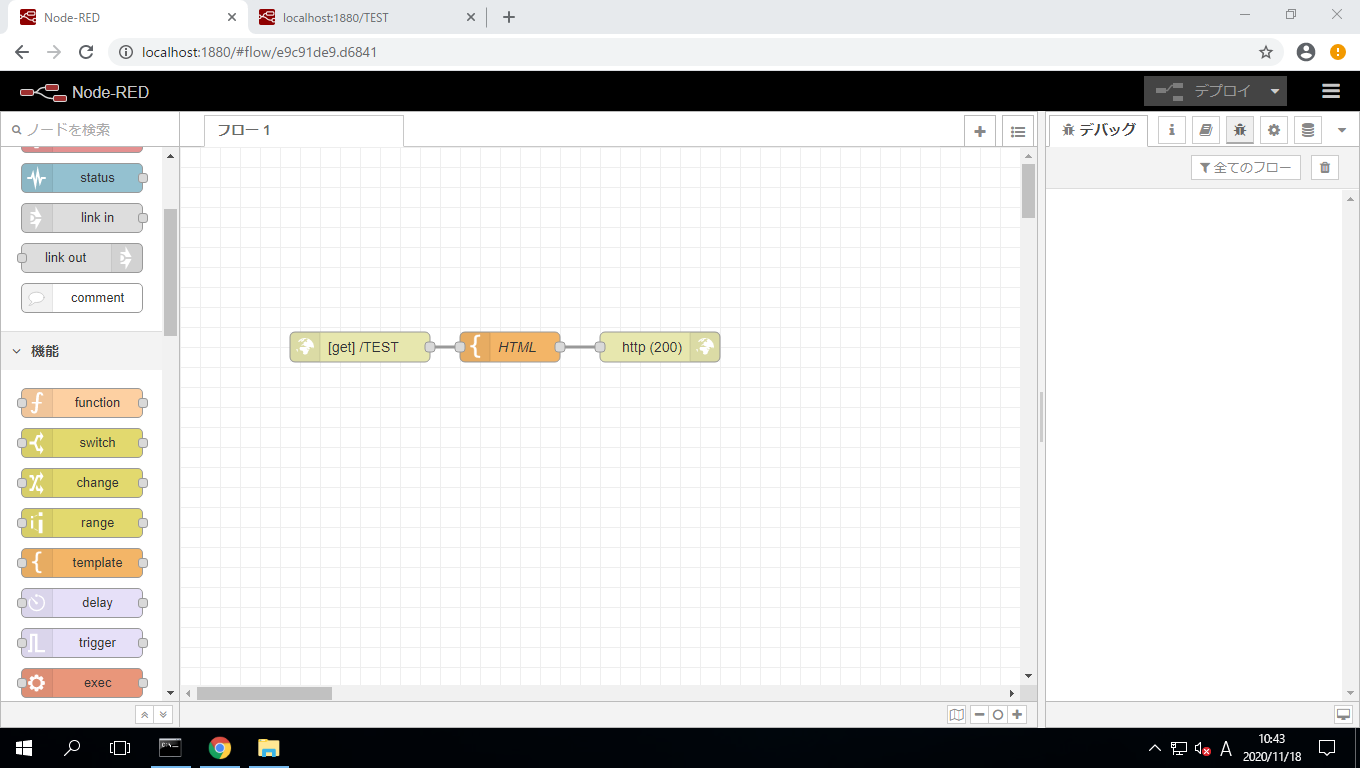 Node-RED
localhost:1880/TEST
localhost:1880/#flow/e9c91de9.d6841
Node-RED
デプロイ
ノードを検索
フロー 1
デバッグ
全てのフロー
status
link in
link out
comment
機能
function
switch
change
range
template
delay
trigger
exec
[get] /TEST
HTML
http (200)
A
10:43
2020/11/18